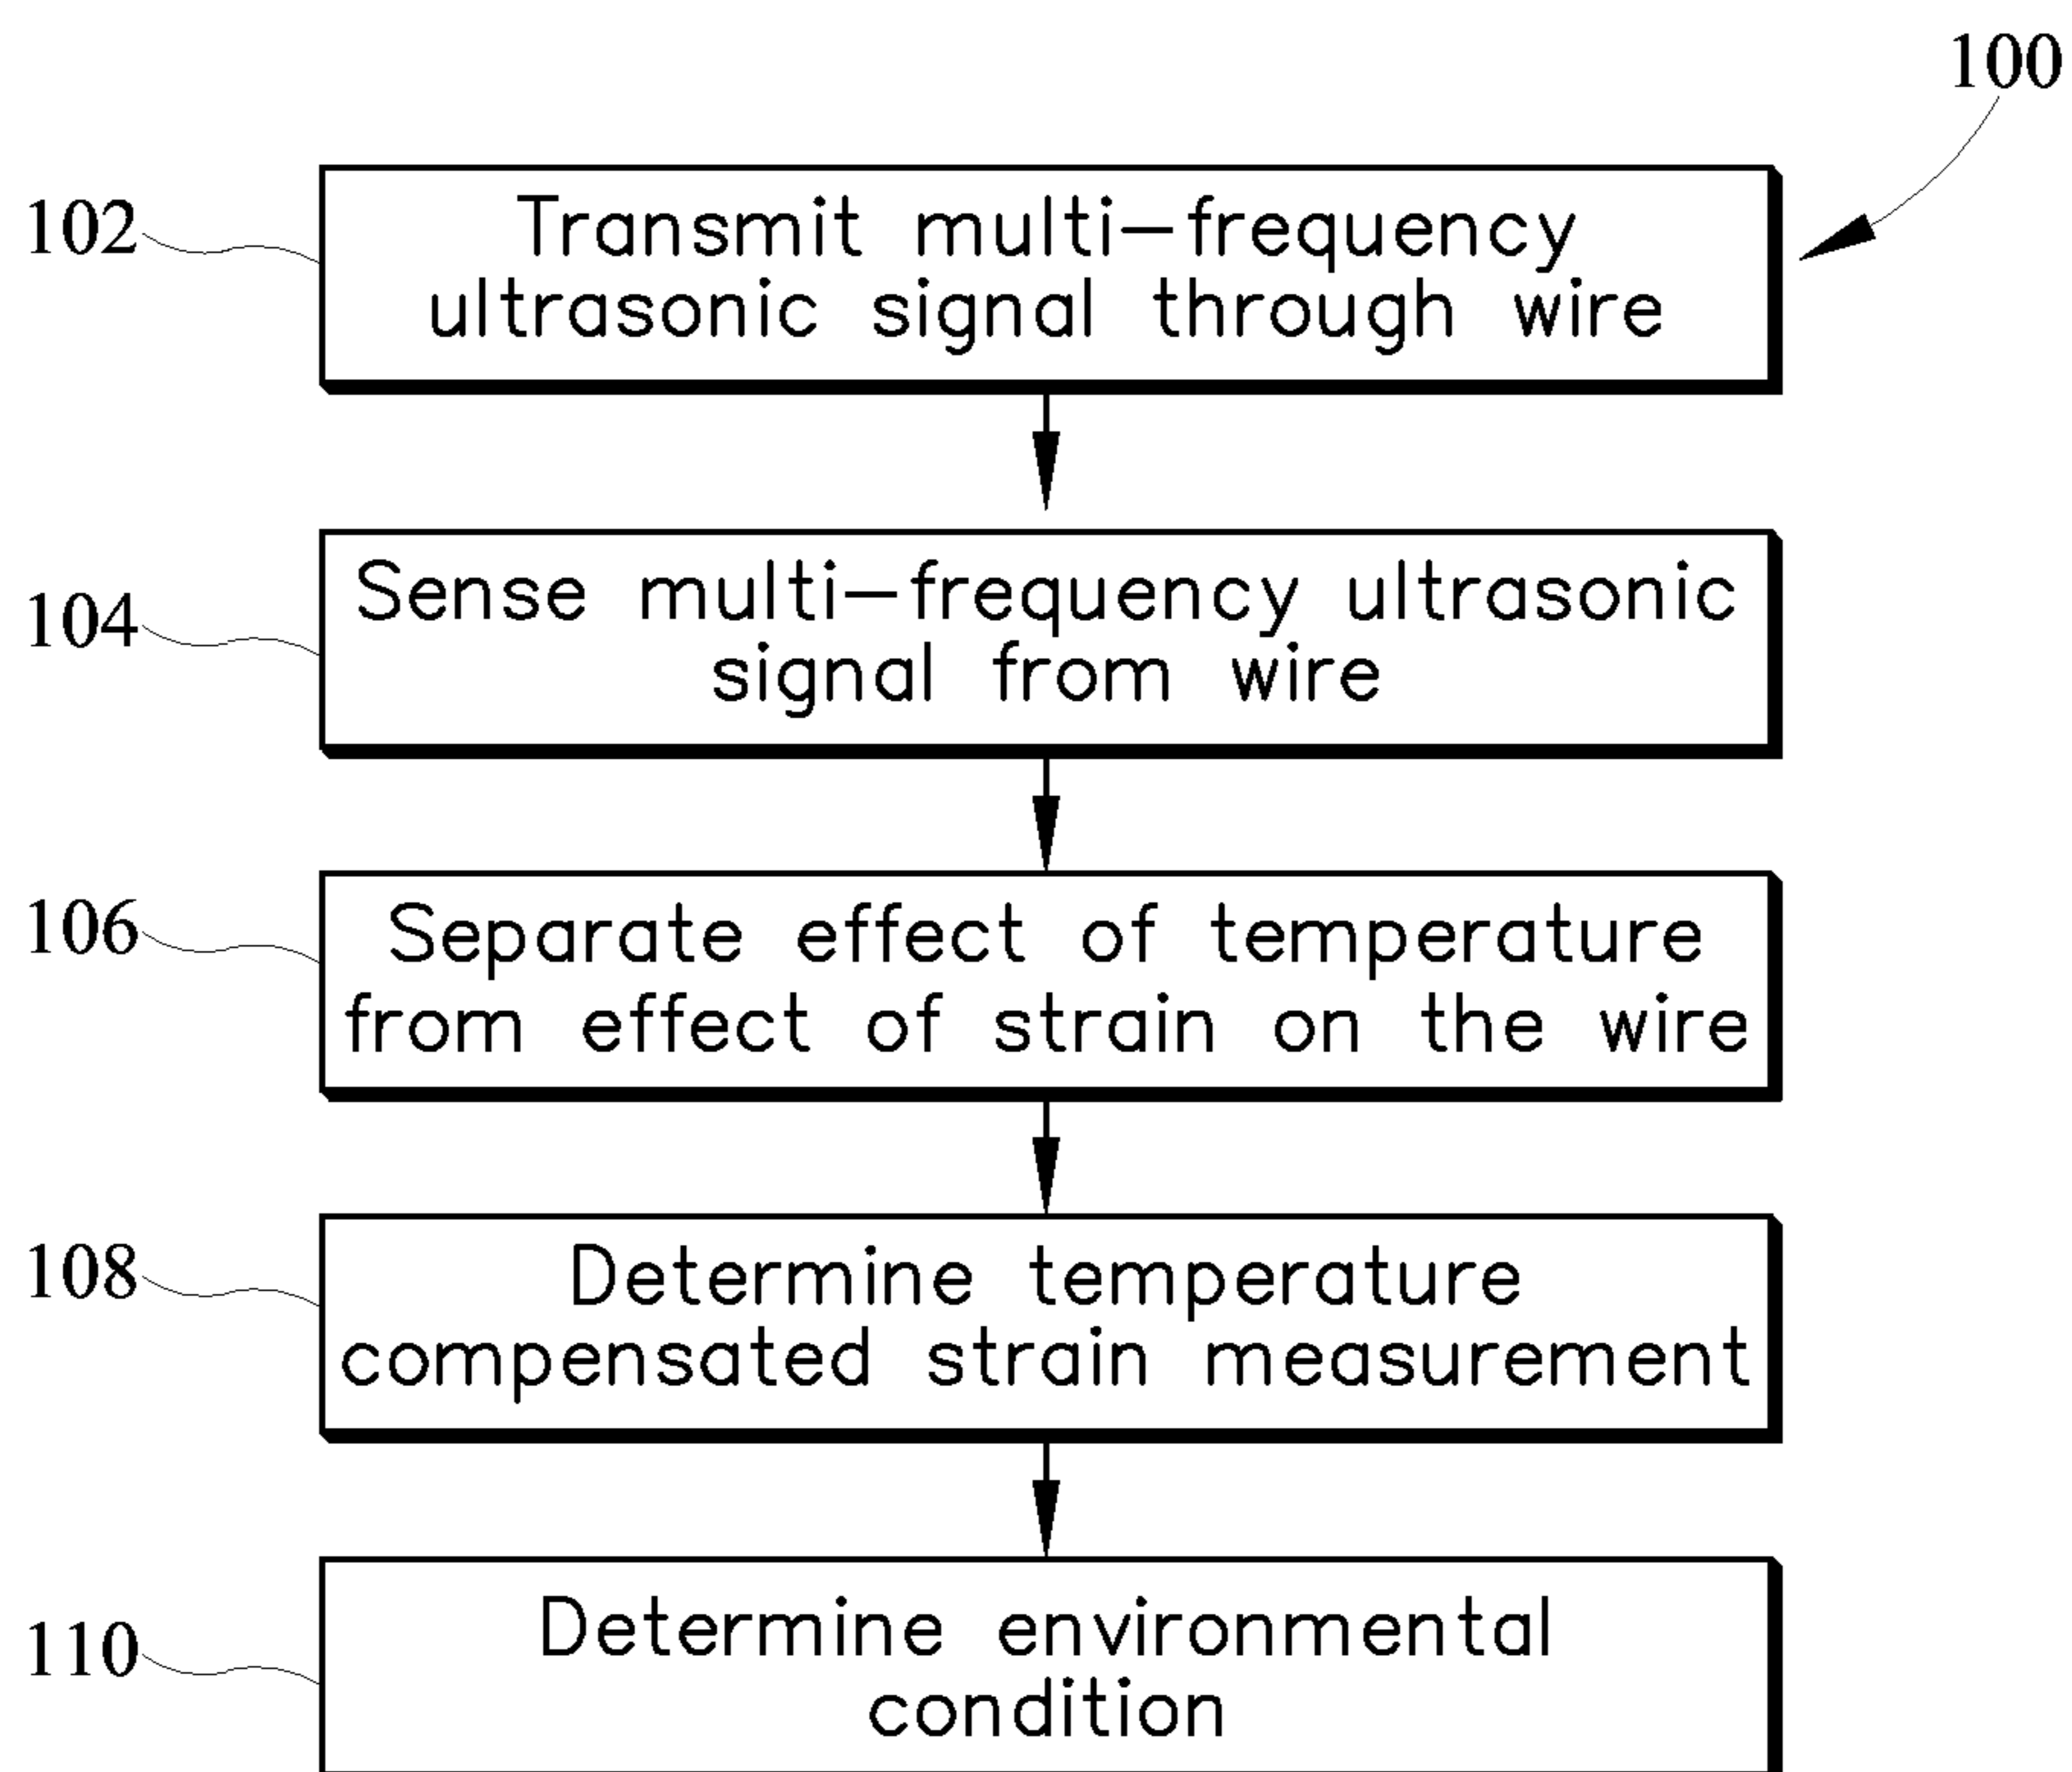 100
102
Transmit multi-frequency
ultrasonic signal through wire
104
Sense multi-frequency ultrasonic
signal from wire
106
Separate effect of temperature
from effect of strain on the wire
108
Determine temperature
compensated strain measurement
110
Determine environmental
condition